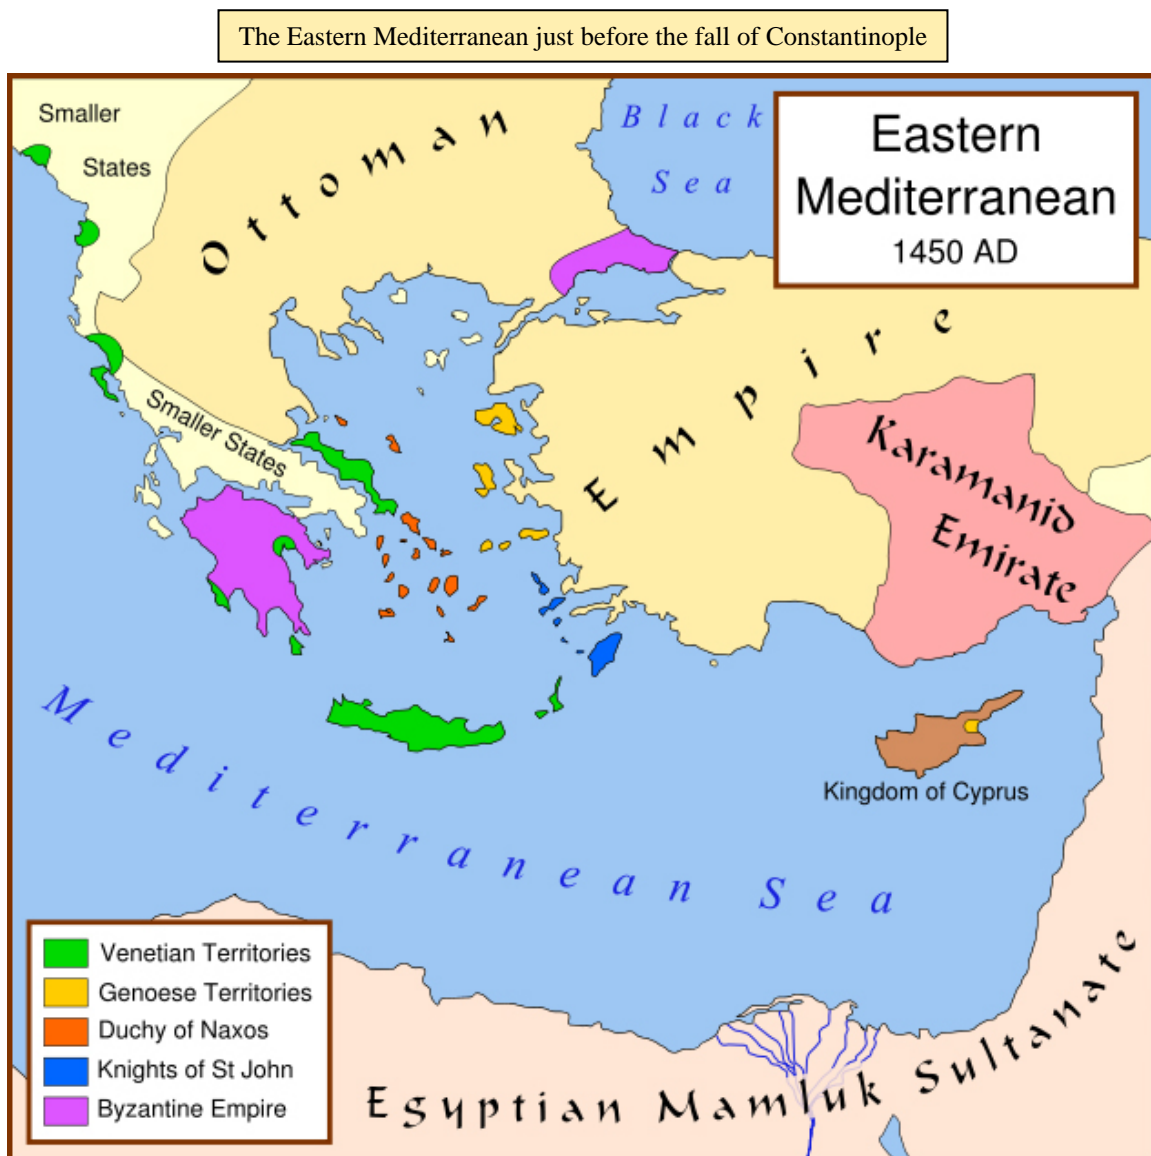 The Eastern Mediterranean just before the fall of Constantinople
Smaller
States
Ottoman
Black
Sea
Eastern
Mediterranean
1450 AD
Empire
Smaller States
Karamanid
Emirate
Mediterranean Sea
Kingdom of Cyprus
Venetian Territories
Genoese Territories
Duchy of Naxos
Knights of St John
Byzantine Empire
Egyptian Mamluk Sultanate